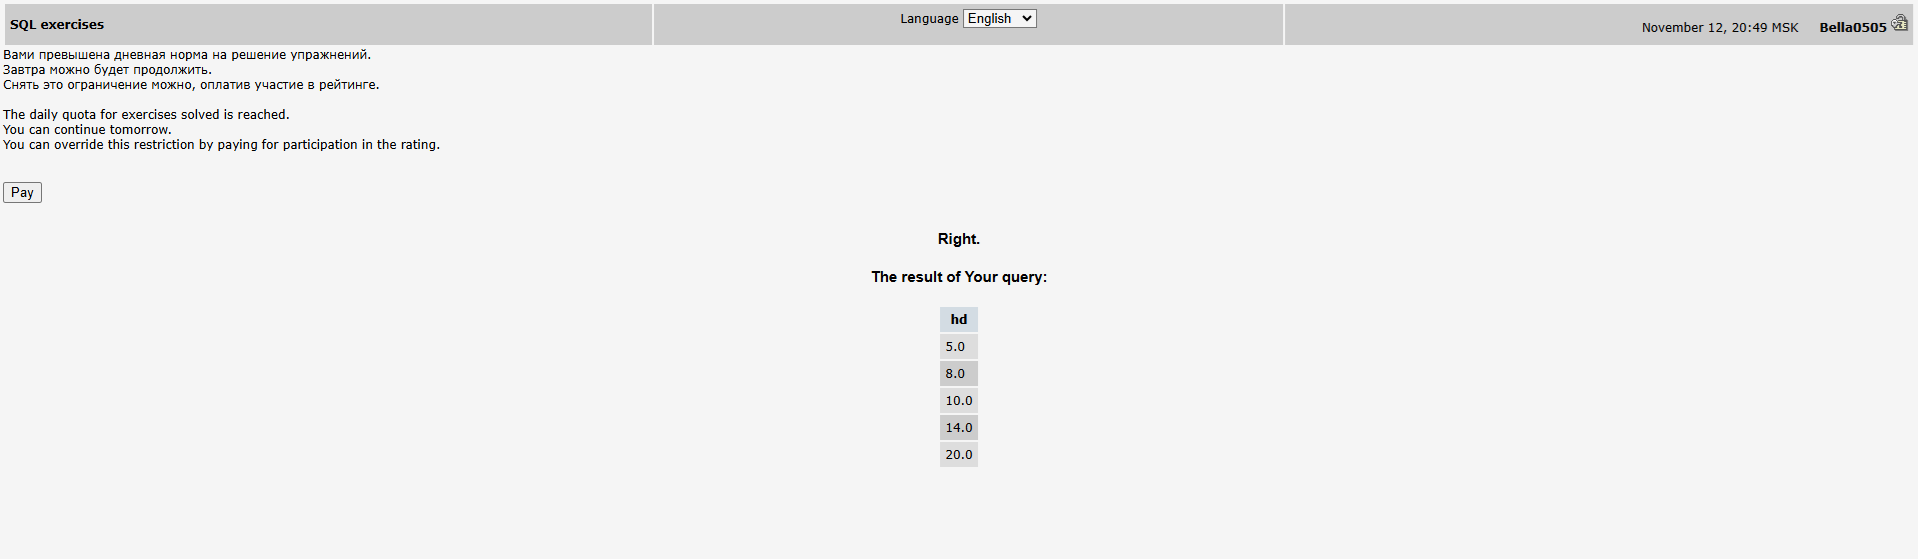 SQL exercises
Language English
November 12, 20:49 MSK Bella0505
Вами превышена дневная норма на решение упражнений.
Завтра можно будет продолжить.
Снять это ограничение можно, оплатив участие в рейтинге.
The daily quota for exercises solved is reached.
You can continue tomorrow.
You can override this restriction by paying for participation in the rating.
Pay
Right.
The result of Your query:
hd
5.0
8.0
10.0
14.0
20.0